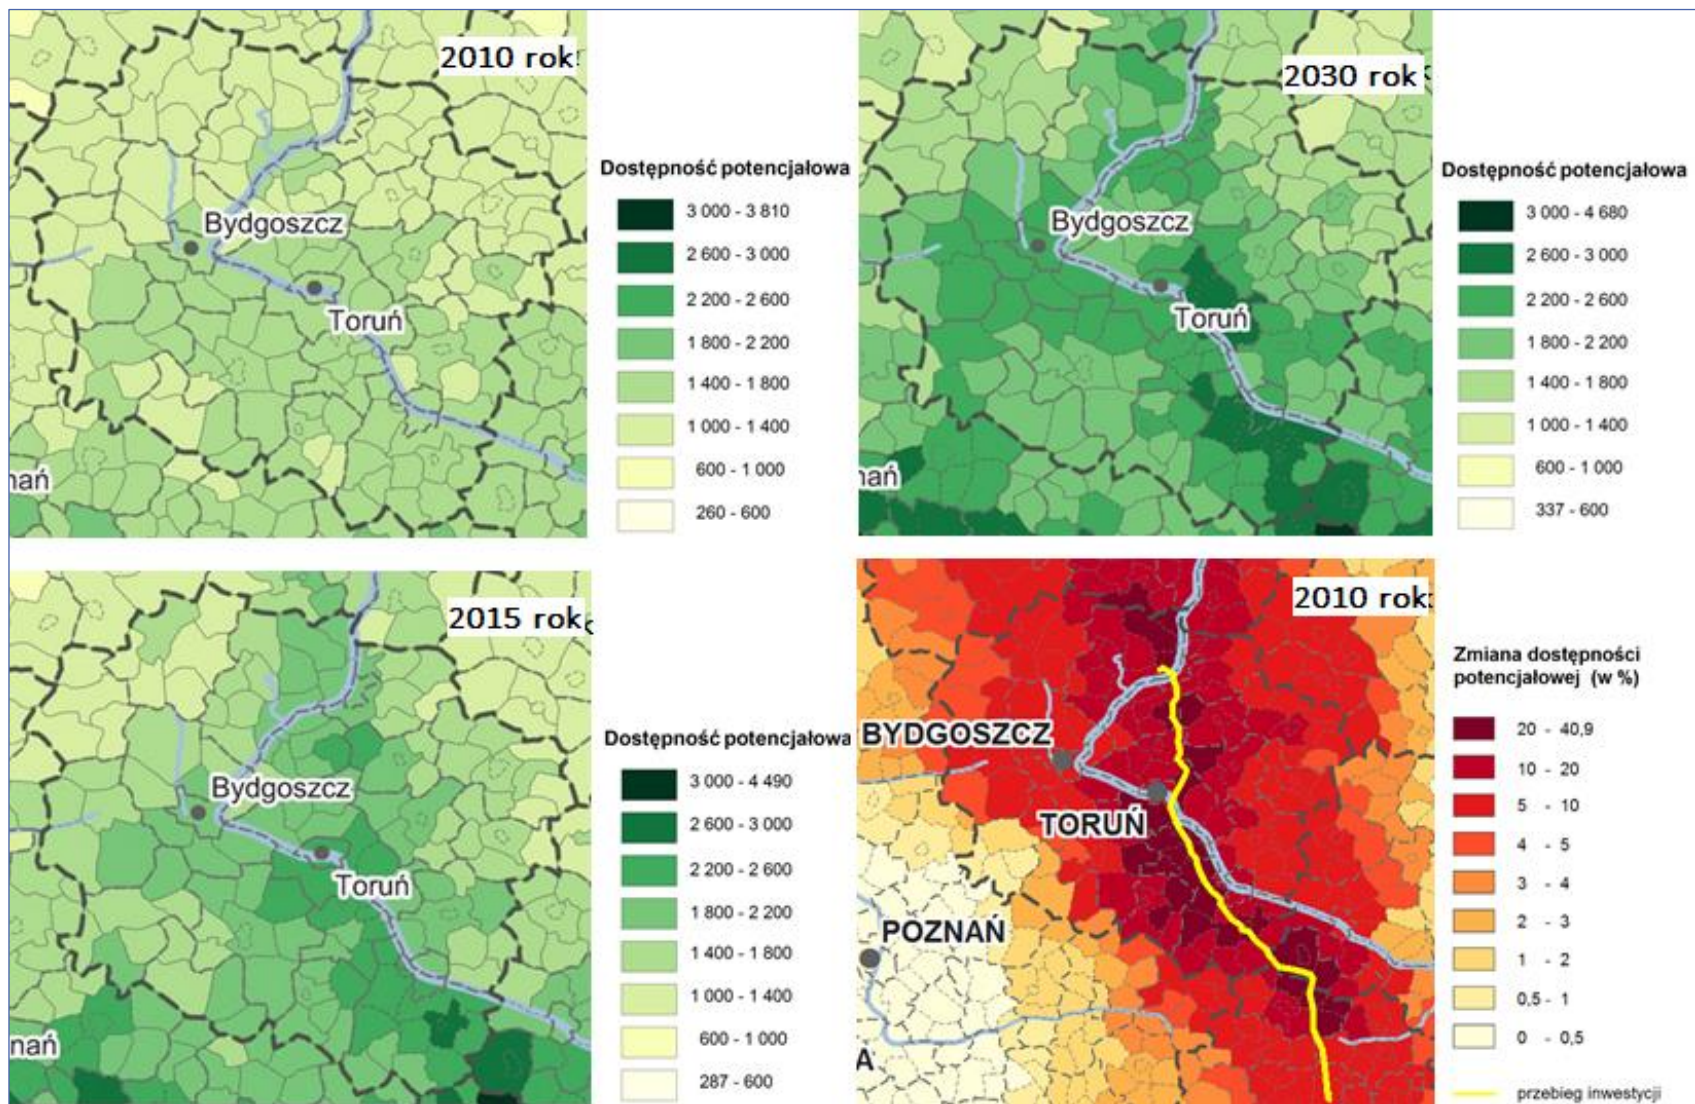 2010 rok
Bydgoszcz
Toruń
nań
Dostępność potencjałowa
3 000 - 3 810
2 600 - 3 000
2 200 - 2 600
1 800 - 2 200
1 400 - 1 800
1 000 - 1 400
600 - 1 000
260 - 600
2030 rok
Bydgoszcz
Toruń
nań
Dostępność potencjałowa
3 000 - 4 680
2 600 - 3 000
2 200 - 2 600
1 800 - 2 200
1 400 - 1 800
1 000 - 1 400
600 - 1 000
337 - 600
2015 rok
Bydgoszcz
Toruń
nań
Dostępność potencjałowa
3 000 - 4 490
2 600 - 3 000
2 200 - 2 600
1 800 - 2 200
1 400 - 1 800
1 000 - 1 400
600 - 1 000
287 - 600
2010 rok
BYDGOSZCZ
TORUŃ
POZNAŃ
A
Zmiana dostępności
potencjałowej (w %)
20 - 40,9
10 - 20
5 - 10
4 - 5
3 - 4
2 - 3
1 - 2
0,5 - 1
0 - 0,5
przebieg inwestycji